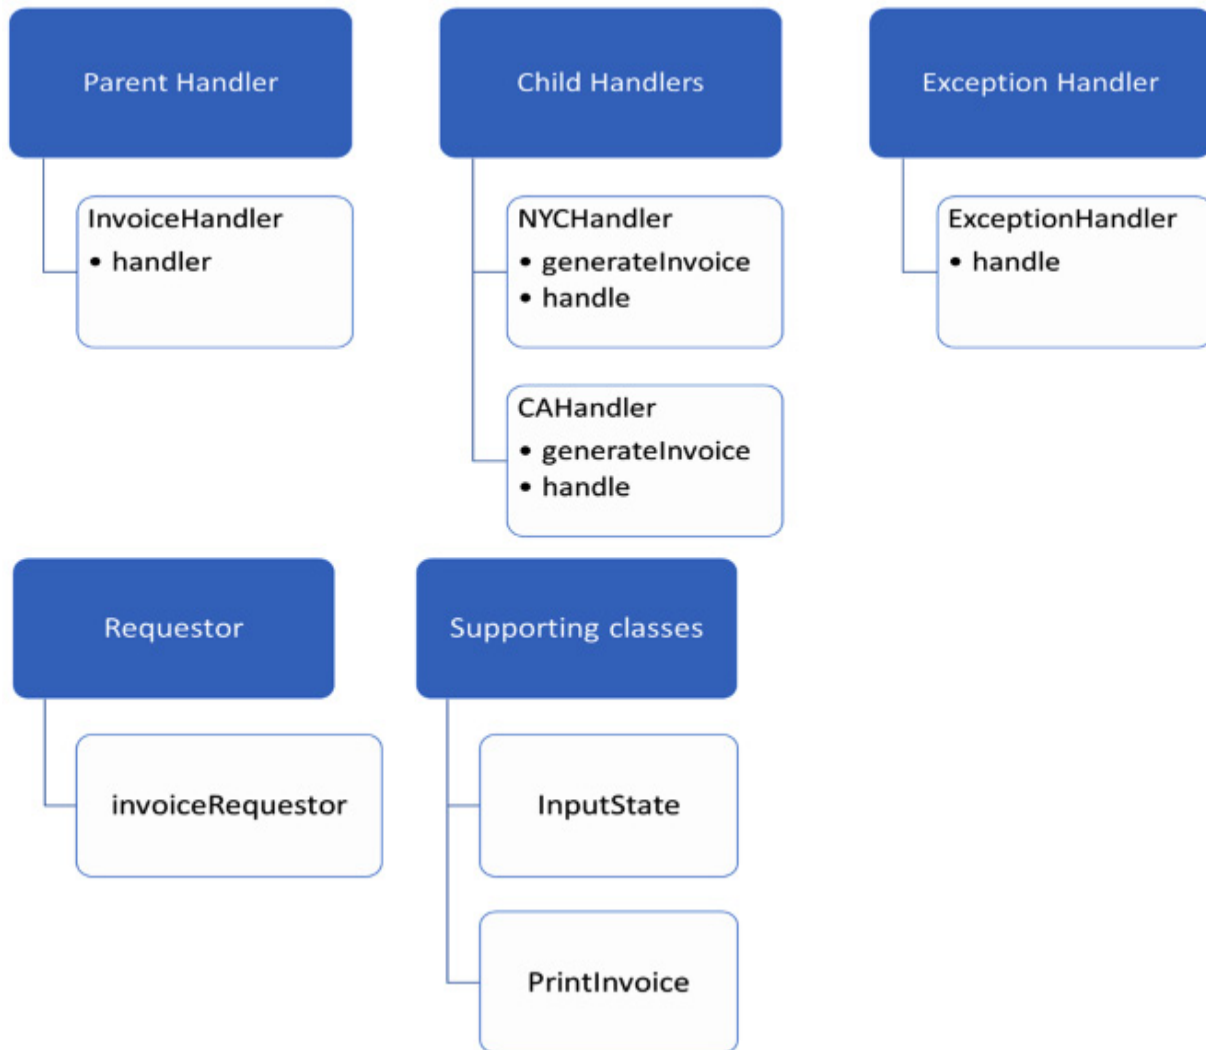 Parent Handler
Child Handlers
Exception Handler
InvoiceHandler
• handler
NYCHandler
• generateInvoice
• handle
ExceptionHandler
• handle
CAHandler
• generateInvoice
• handle
Requestor
Supporting classes
invoiceRequestor
InputState
PrintInvoice